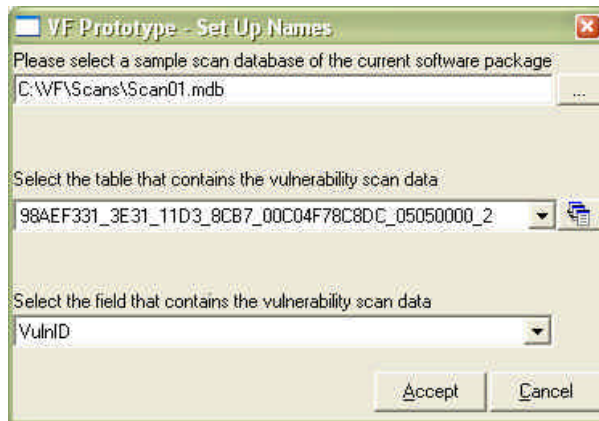 VF Prototype - Set Up Names
Please select a sample scan database of the current software package
C:\VF\Scans\Scan01.mdb
...
Select the table that contains the vulnerability scan data
98AEF331_3E31_11D3_8CB7_00C04F78C8DC_05050000_2
Select the field that contains the vulnerability scan data
VulnID
Accept Cancel